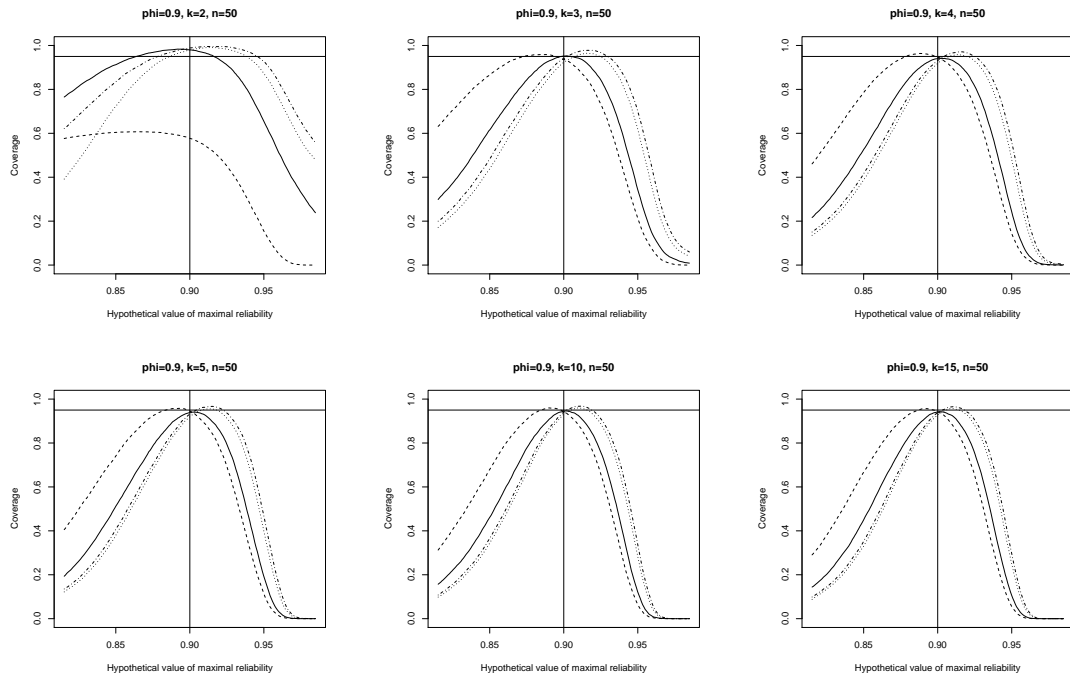 phi=0.9, k=2, n=50
Coverage
1.0
0.8
0.6
0.4
0.2
0.0
0.85 0.90 0.95
Hypothetical value of maximal reliability
phi=0.9, k=3, n=50
Coverage
1.0
0.8
0.6
0.4
0.2
0.0
0.85 0.90 0.95
Hypothetical value of maximal reliability
phi=0.9, k=4, n=50
Coverage
1.0
0.8
0.6
0.4
0.2
0.0
0.85 0.90 0.95
Hypothetical value of maximal reliability
phi=0.9, k=5, n=50
Coverage
1.0
0.8
0.6
0.4
0.2
0.0
0.85 0.90 0.95
Hypothetical value of maximal reliability
phi=0.9, k=10, n=50
Coverage
1.0
0.8
0.6
0.4
0.2
0.0
0.85 0.90 0.95
Hypothetical value of maximal reliability
phi=0.9, k=15, n=50
Coverage
1.0
0.8
0.6
0.4
0.2
0.0
0.85 0.90 0.95
Hypothetical value of maximal reliability